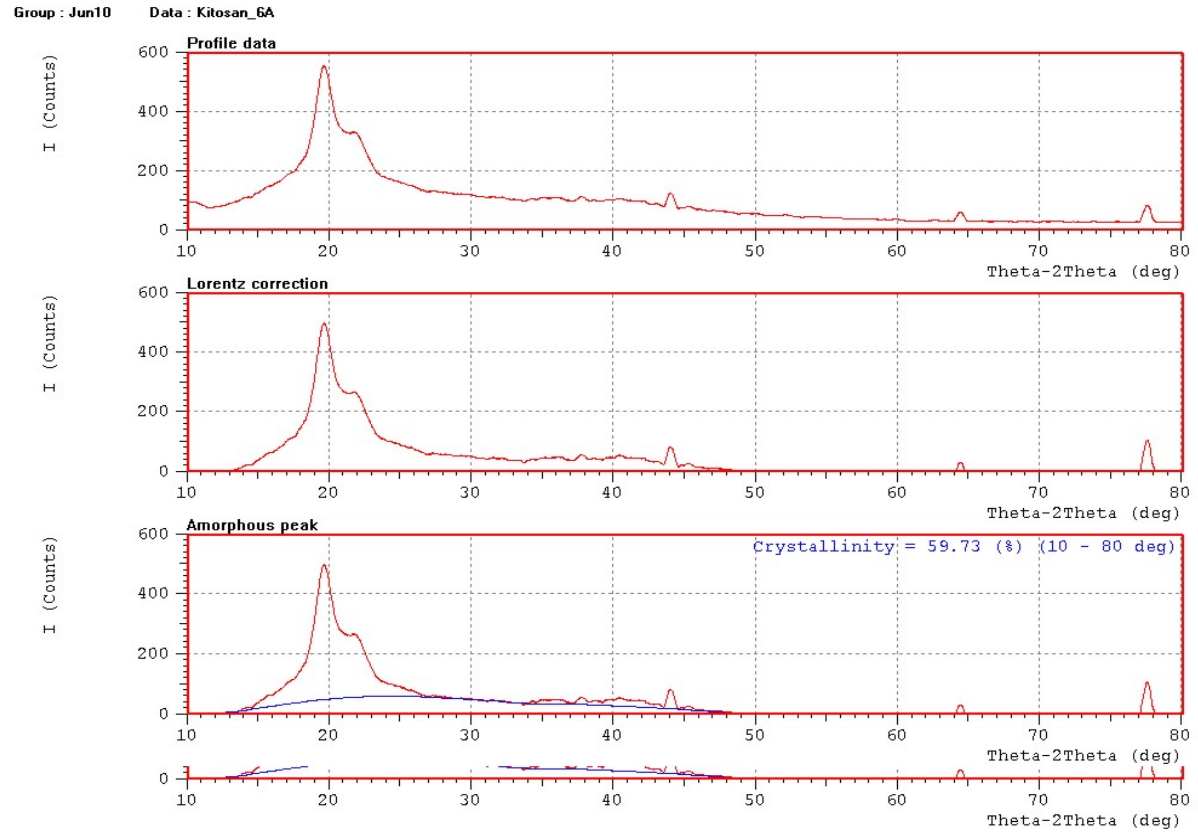 Group : Jun10 Data : Kitosan_6A
Profile data
I (Counts)
600
400
200
0
10 20 30 40 50 60 70 80
Theta-2Theta (deg)
Lorentz correction
I (Counts)
600
400
200
0
10 20 30 40 50 60 70 80
Theta-2Theta (deg)
Amorphous peak
Crystallinity = 59.73 (%) (10 - 80 deg)
I (Counts)
600
400
200
0
10 20 30 40 50 60 70 80
Theta-2Theta (deg)
0
10 20 30 40 50 60 70 80
Theta-2Theta (deg)